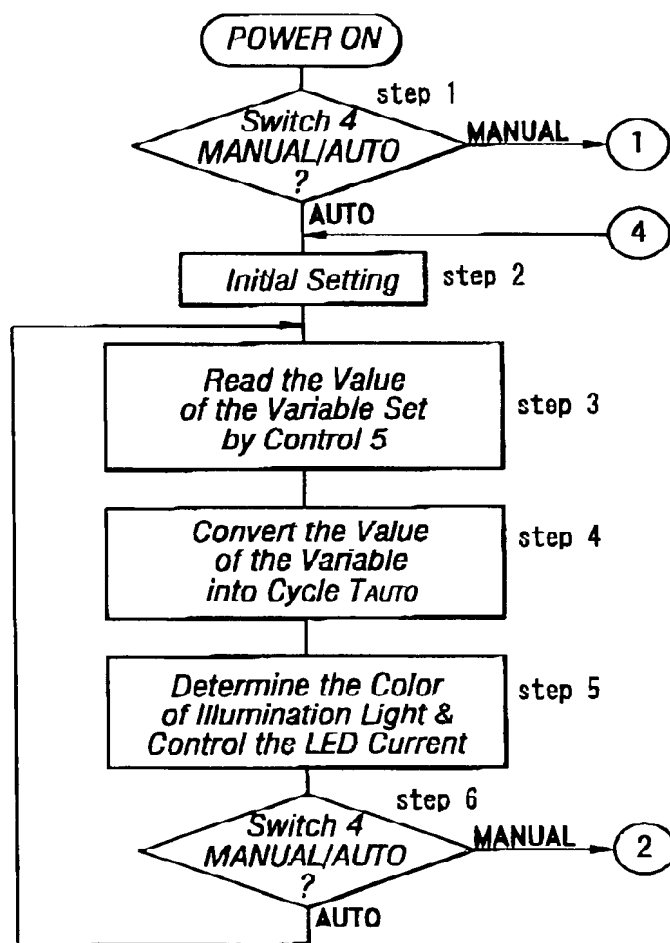 POWER ON
step 1
Switch 4
MANUAL/AUTO
?
MANUAL
1
AUTO
4
Initial Setting
step 2
Read the Value
of the Variable Set
by Control 5
step 3
Convert the Value
of the Variable
into Cycle TAUTO
step 4
Determine the Color
of Illumination Light &
Control the LED Current
step 5
step 6
Switch 4
MANUAL/AUTO
?
MANUAL
2
AUTO